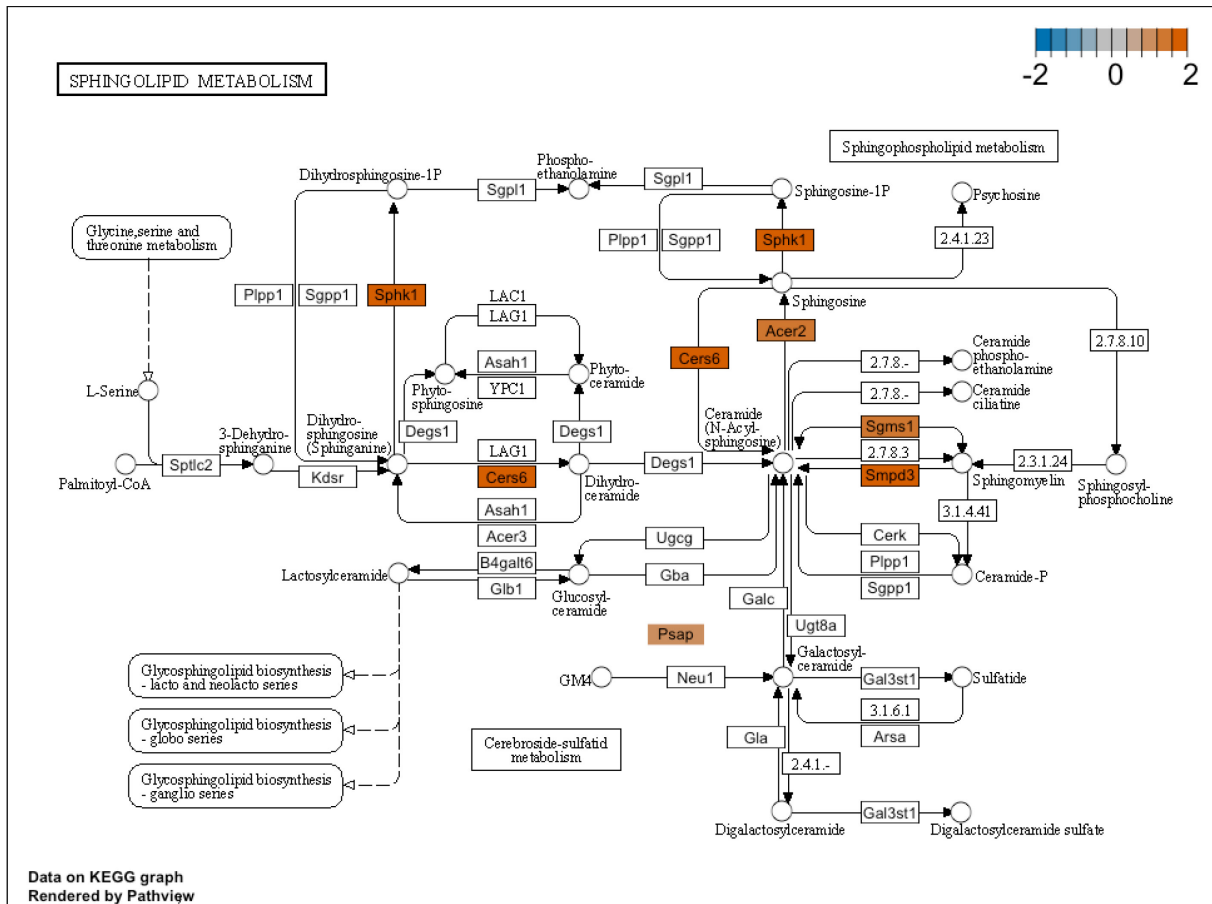 -2 0 2
SPHINGOLIPID METABOLISM
Sphingophospholipid metabolism
Phospho-
ethanolamine
Dihydrosphingosine-1P
Sgpl1
Sgpl1
Sphingosine-1P
Psychosine
Glycine,serine and
threonine metabolism
Plpp1
Sgpp1
Sphk1
2.4.1.23
Plpp1
Sgpp1
Sphk1
Sphingosine
LAC1
LAG1
Acer2
Cers6
2.7.8.10
Asah1
YPC1
Phyto-
sphingosine
Phyto-
ceramide
2.7.8.-
Ceramide
phospho-
ethanolamine
2.7.8.-
Ceramide
ciliatine
L-Serine
3-Dehydro-
sphinganine
Dihydro-
sphingosine
(Sphinganine)
Degs1
Degs1
Ceramide
(N-Acyl-
sphingosine)
Sgms1
LAG1
2.7.8.3
2.3.1.24
Sptlc2
Kdsr
Cers6
Degs1
Smpd3
Palmitoyl-CoA
Dihydro-
ceramide
Sphingomyelin
Sphingosyl-
phosphocholine
Asah1
Acer3
3.1.4.41
Ugcg
Cerk
B4galt6
Glb1
Lactosylceramide
Glucosyl-
ceramide
Gba
Plpp1
Sgpp1
Ceramide-P
Galc
Ugt8a
Psap
Glycosphingolipid biosynthesis
- lacto and neolacto series
GM4
Neu1
Galactosyl-
ceramide
Gal3st1
Sulfatide
3.1.6.1
Arsa
Glycosphingolipid biosynthesis
- globo series
Cerebroside-sulfatid
metabolism
Gla
2.4.1.-
Glycosphingolipid biosynthesis
- ganglio series
Digalactosylceramide
Gal3st1
Digalactosylceramide sulfate
Data on KEGG graph
Rendered by Pathview